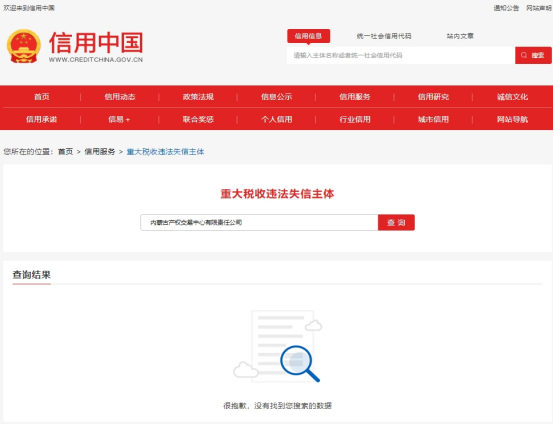 欢迎来到信用中国
通知公告 网站声明
信用中国
WWW.CREDITCHINA.GOV.CN
信用信息 统一社会信用代码 站内文章
请输入主体名称或者统一社会信用代码 搜索
首页 信用动态 政策法规 信息公示 信用服务 信用研究 诚信文化
信用承诺 信易+ 联合奖惩 个人信用 行业信用 城市信用 网站导航
您所在的位置：首页 > 信用服务 > 重大税收违法失信主体
重大税收违法失信主体
内蒙古产权交易中心有限责任公司 查询
查询结果
很抱歉，没有找到您搜索的数据